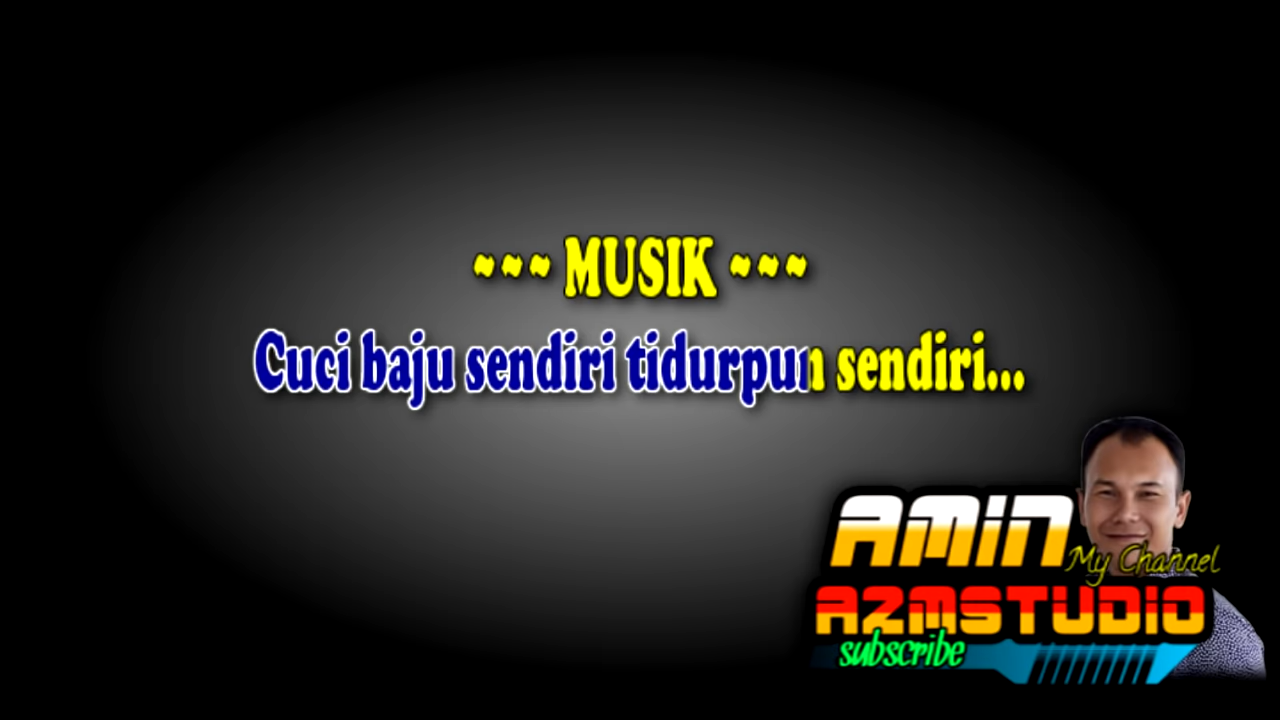 ~~~ MUSIK ~~~
Cuci baju sendiri tidurpun sendiri...
AMIN
My Channel
AZMSTUDIO
subscribe